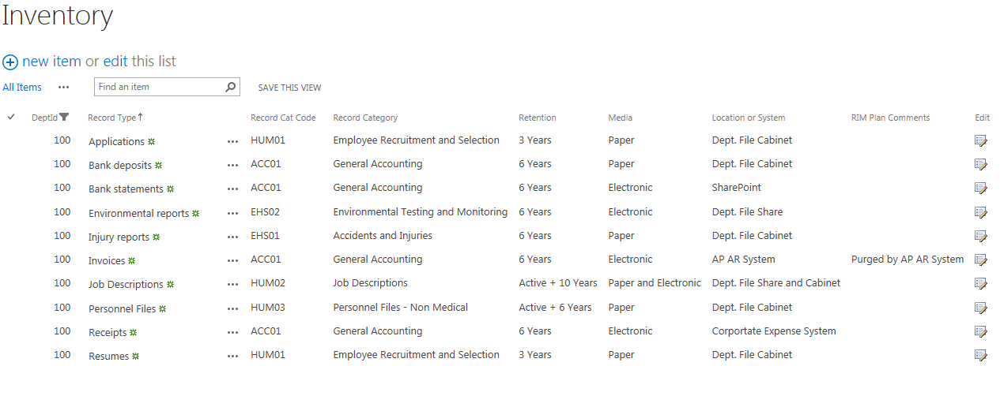 Inventory
new item or edit this list
All Items ••• Find an item SAVE THIS VIEW
DeptId Record Type Record Cat Code Record Category Retention Media Location or System RIM Plan Comments Edit
100 Applications ••• HUM01 Employee Recruitment and Selection 3 Years Paper Dept. File Cabinet
100 Bank deposits ••• ACC01 General Accounting 6 Years Paper Dept. File Cabinet
100 Bank statements ••• ACC01 General Accounting 6 Years Electronic SharePoint
100 Environmental reports ••• EHS02 Environmental Testing and Monitoring 6 Years Electronic Dept. File Share
100 Injury reports ••• EHS01 Accidents and Injuries 6 Years Paper Dept. File Cabinet
100 Invoices ••• ACC01 General Accounting 6 Years Electronic AP AR System Purged by AP AR System
100 Job Descriptions ••• HUM02 Job Descriptions Active + 10 Years Paper and Electronic Dept. File Share and Cabinet
100 Personnel Files ••• HUM03 Personnel Files - Non Medical Active + 6 Years Paper Dept. File Cabinet
100 Receipts ••• ACC01 General Accounting 6 Years Electronic Corportate Expense System
100 Resumes ••• HUM01 Employee Recruitment and Selection 3 Years Paper Dept. File Cabinet